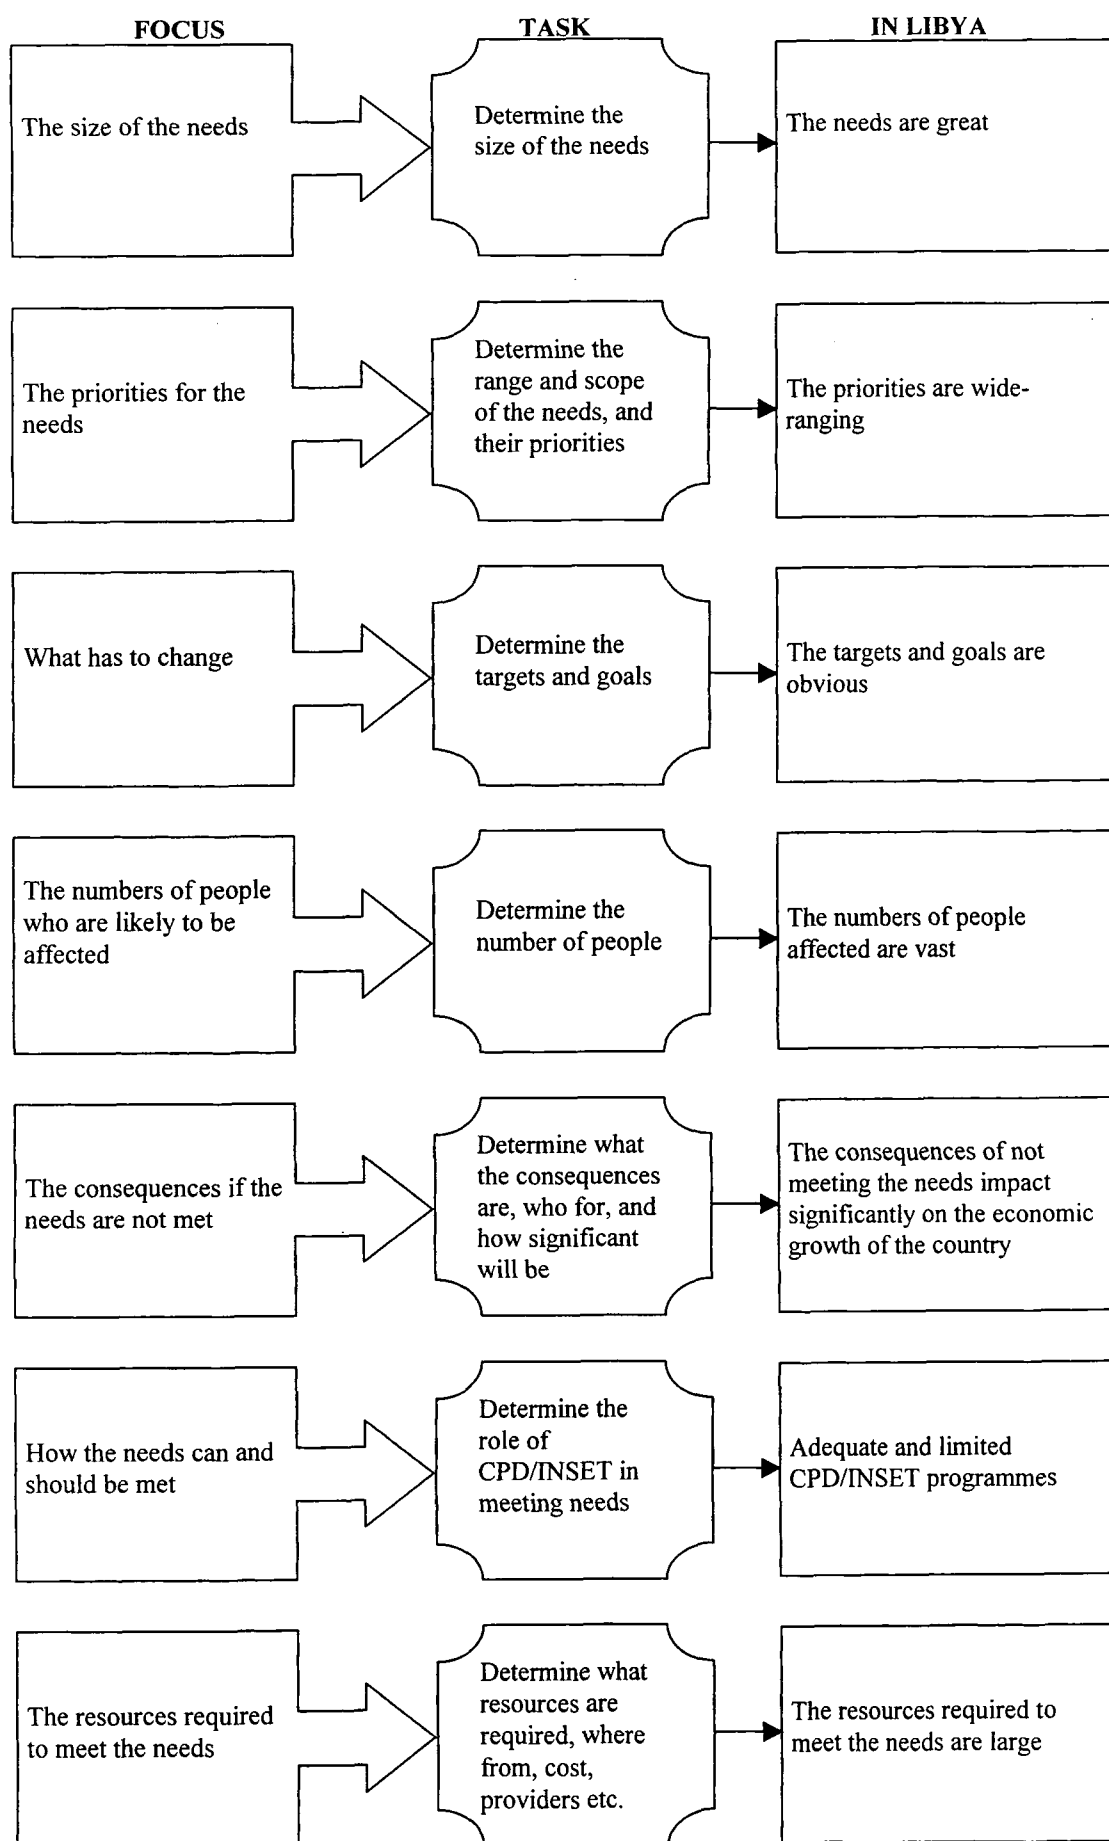 FOCUS TASK IN LIBYA
The size of the needs
Determine the
size of the needs
The needs are great
The priorities for the
needs
Determine the
range and scope
of the needs, and
their priorities
The priorities are wide-
ranging
What has to change
Determine the
targets and goals
The targets and goals are
obvious
The numbers of people
who are likely to be
affected
Determine the
number of people
The numbers of people
affected are vast
The consequences if the
needs are not met
Determine what
the consequences
are, who for, and
how significant
will be
The consequences of not
meeting the needs impact
significantly on the economic
growth of the country
How the needs can and
should be met
Determine the
role of
CPD/INSET in
meeting needs
Adequate and limited
CPD/INSET programmes
The resources required
to meet the needs
Determine what
resources are
required, where
from, cost,
providers etc.
The resources required to
meet the needs are large